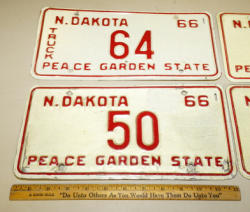 N. DAKOTA 66
TRUCK
64
PEACE GARDEN STATE
N. DAKOTA 66
50
PEACE GARDEN STATE
"Do Unto Others As You Would Have Them Do Unto You"